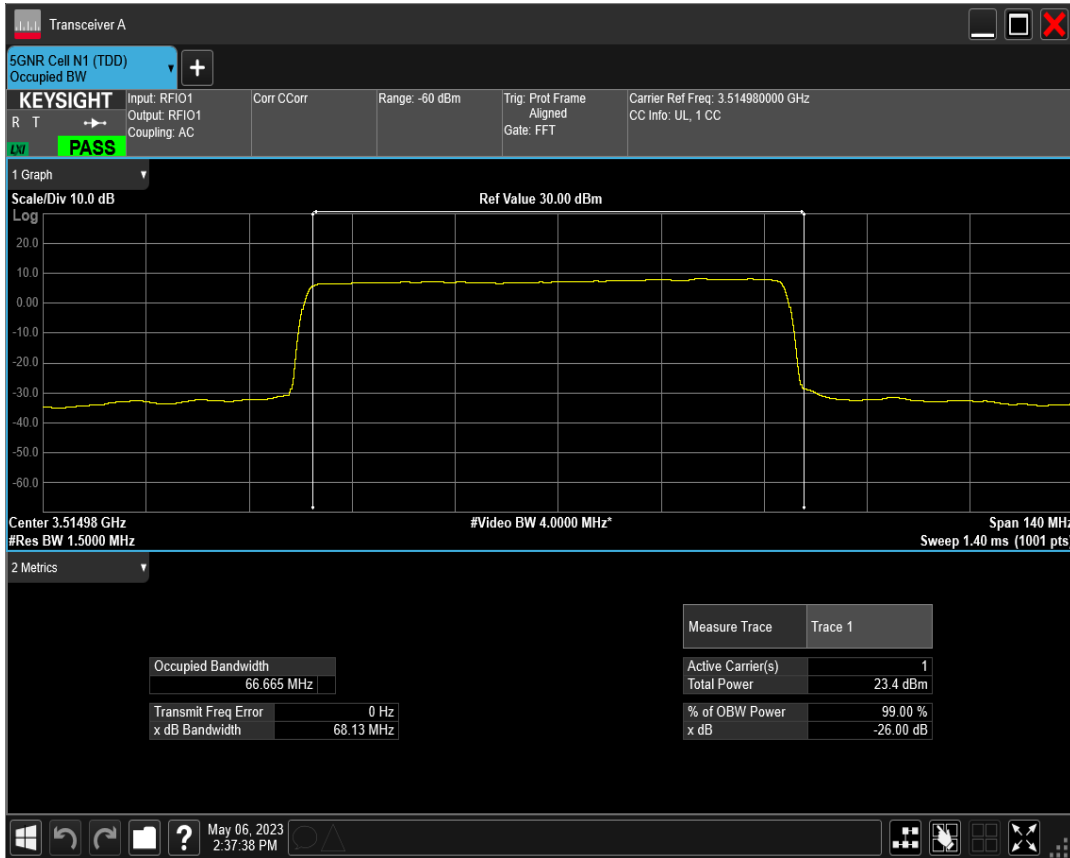 Transceiver A
5GNR Cell N1 (TDD)
Occupied BW
+
KEYSIGHT
R T
LXI
PASS
Input: RFIO1
Output: RFIO1
Coupling: AC
Corr CCorr
Range: -60 dBm
Trig: Prot Frame
Aligned
Gate: FFT
Carrier Ref Freq: 3.514980000 GHz
CC Info: UL, 1 CC
1 Graph
Scale/Div 10.0 dB
Ref Value 30.00 dBm
Log
20.0
10.0
0.00
-10.0
-20.0
-30.0
-40.0
-50.0
-60.0
Center 3.51498 GHz
#Video BW 4.0000 MHz*
Span 140 MHz
#Res BW 1.5000 MHz
Sweep 1.40 ms (1001 pts)
2 Metrics
Measure Trace Trace 1
Occupied Bandwidth
66.665 MHz
Active Carrier(s) 1
Total Power 23.4 dBm
Transmit Freq Error 0 Hz
x dB Bandwidth 68.13 MHz
% of OBW Power 99.00 %
x dB -26.00 dB
?
May 06, 2023
2:37:38 PM